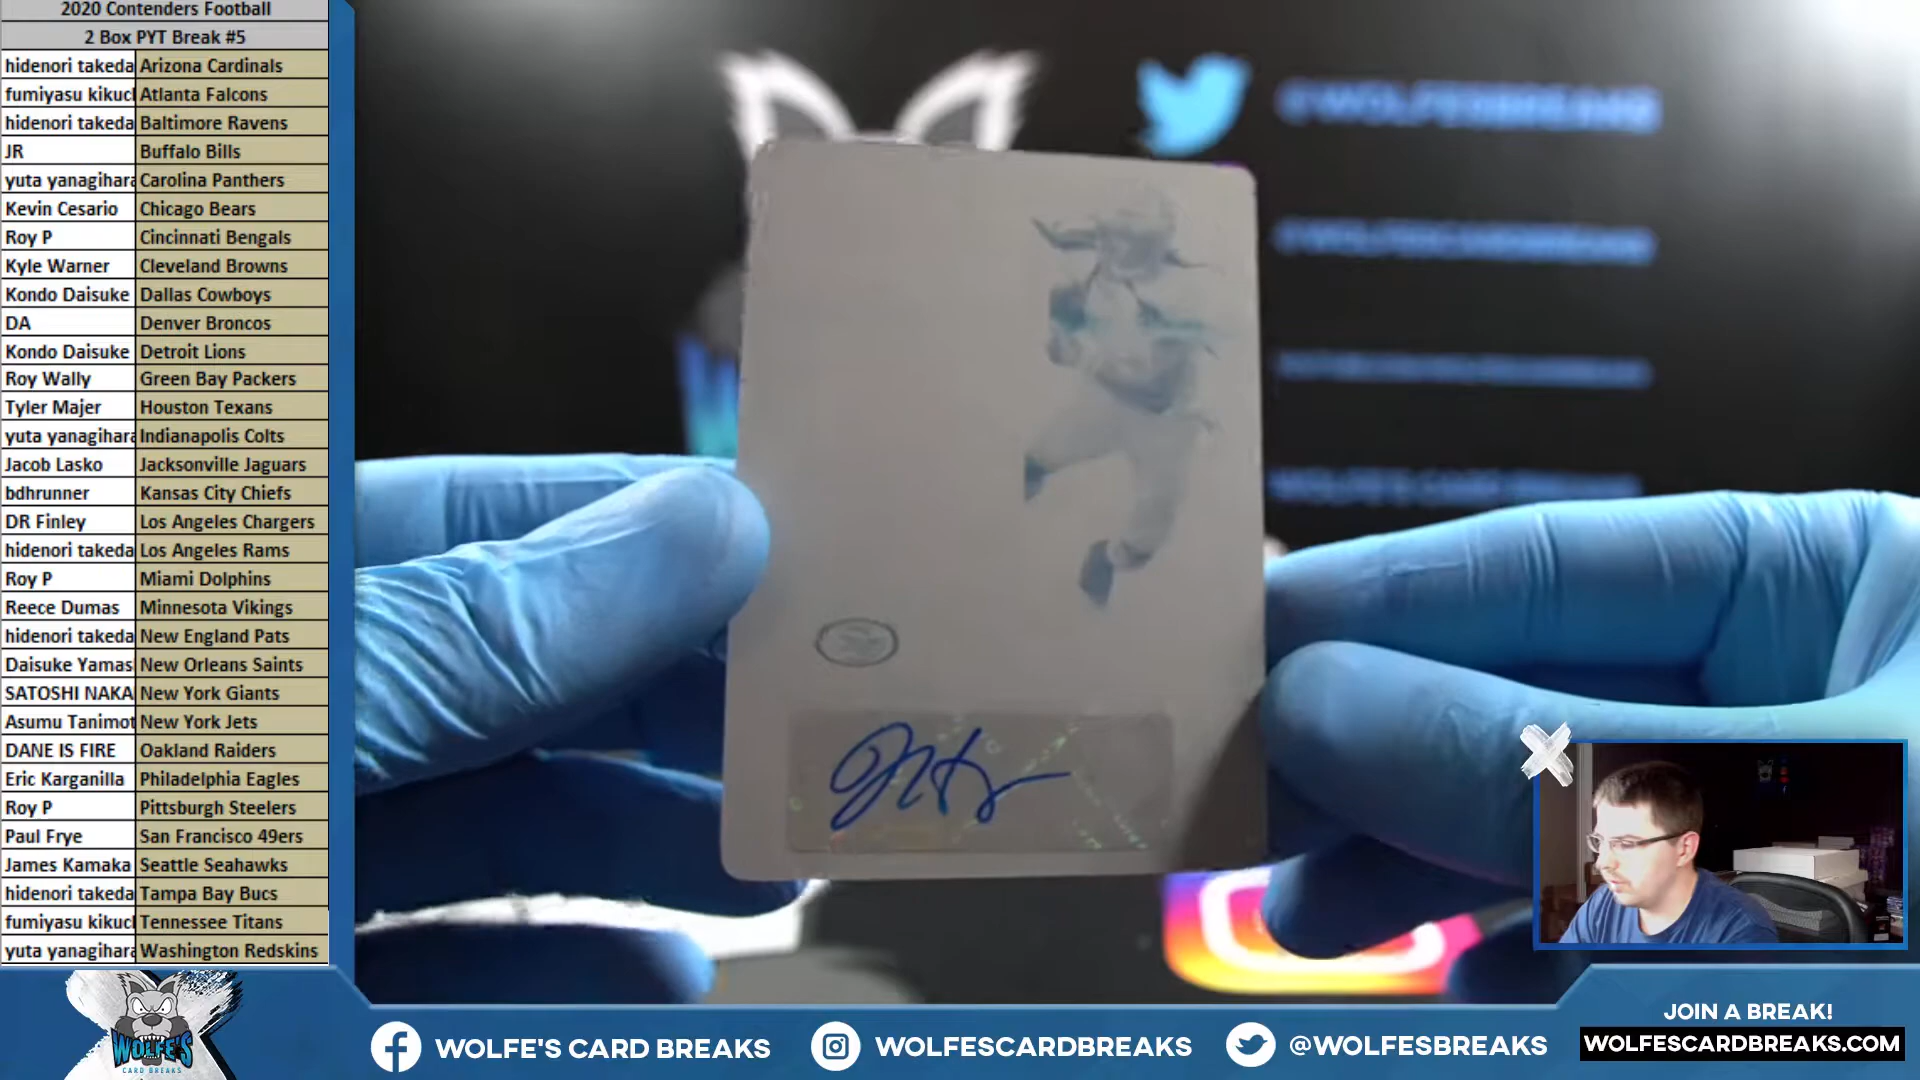 2020 Contenders Football
2 Box PYT Break #5
hidenori takeda Arizona Cardinals
fumiyasu kikuc Atlanta Falcons
hidenori takeda Baltimore Ravens
JR Buffalo Bills
yuta yanagihara Carolina Panthers
Kevin Cesario Chicago Bears
Roy P Cincinnati Bengals
Kyle Warner Cleveland Browns
Kondo Daisuke Dallas Cowboys
DA Denver Broncos
Kondo Daisuke Detroit Lions
Roy Wally Green Bay Packers
Tyler Majer Houston Texans
yuta yanagihara Indianapolis Colts
Jacob Lasko Jacksonville Jaguars
bdhrunner Kansas City Chiefs
DR Finley Los Angeles Chargers
hidenori takeda Los Angeles Rams
Roy P Miami Dolphins
Reece Dumas Minnesota Vikings
hidenori takeda New England Pats
Daisuke Yamas New Orleans Saints
SATOSHI NAKA New York Giants
Asumu Tanimot New York Jets
DANE IS FIRE Oakland Raiders
Eric Karganilla Philadelphia Eagles
Roy P Pittsburgh Steelers
Paul Frye San Francisco 49ers
James Kamaka Seattle Seahawks
hidenori takeda Tampa Bay Bucs
fumiyasu kikuc Tennessee Titans
yuta yanagihara Washington Redskins
@WOLFESBREAKS
WOLFE'S CARD BREAKS
WOLFE'S CARD BREAKS
WOLFESCARDBREAKS
@WOLFESBREAKS
JOIN A BREAK!
WOLFESCARDBREAKS.COM